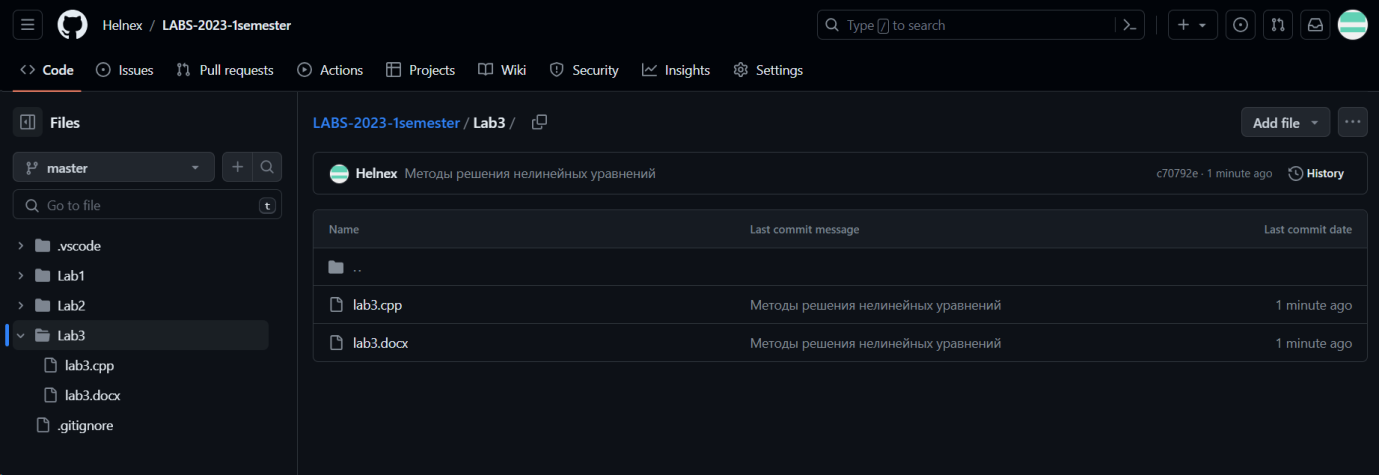 Helnex / LABS-2023-1semester
Type / to search
Code Issues Pull requests Actions Projects Wiki Security Insights Settings
Files
master
Go to file
t
.vscode
Lab1
Lab2
Lab3
lab3.cpp
lab3.docx
.gitignore
LABS-2023-1semester / Lab3 /
Add file
Helnex Методы решения нелинейных уравнений c70792e · 1 minute ago History
Name Last commit message Last commit date
..
lab3.cpp Методы решения нелинейных уравнений 1 minute ago
lab3.docx Методы решения нелинейных уравнений 1 minute ago